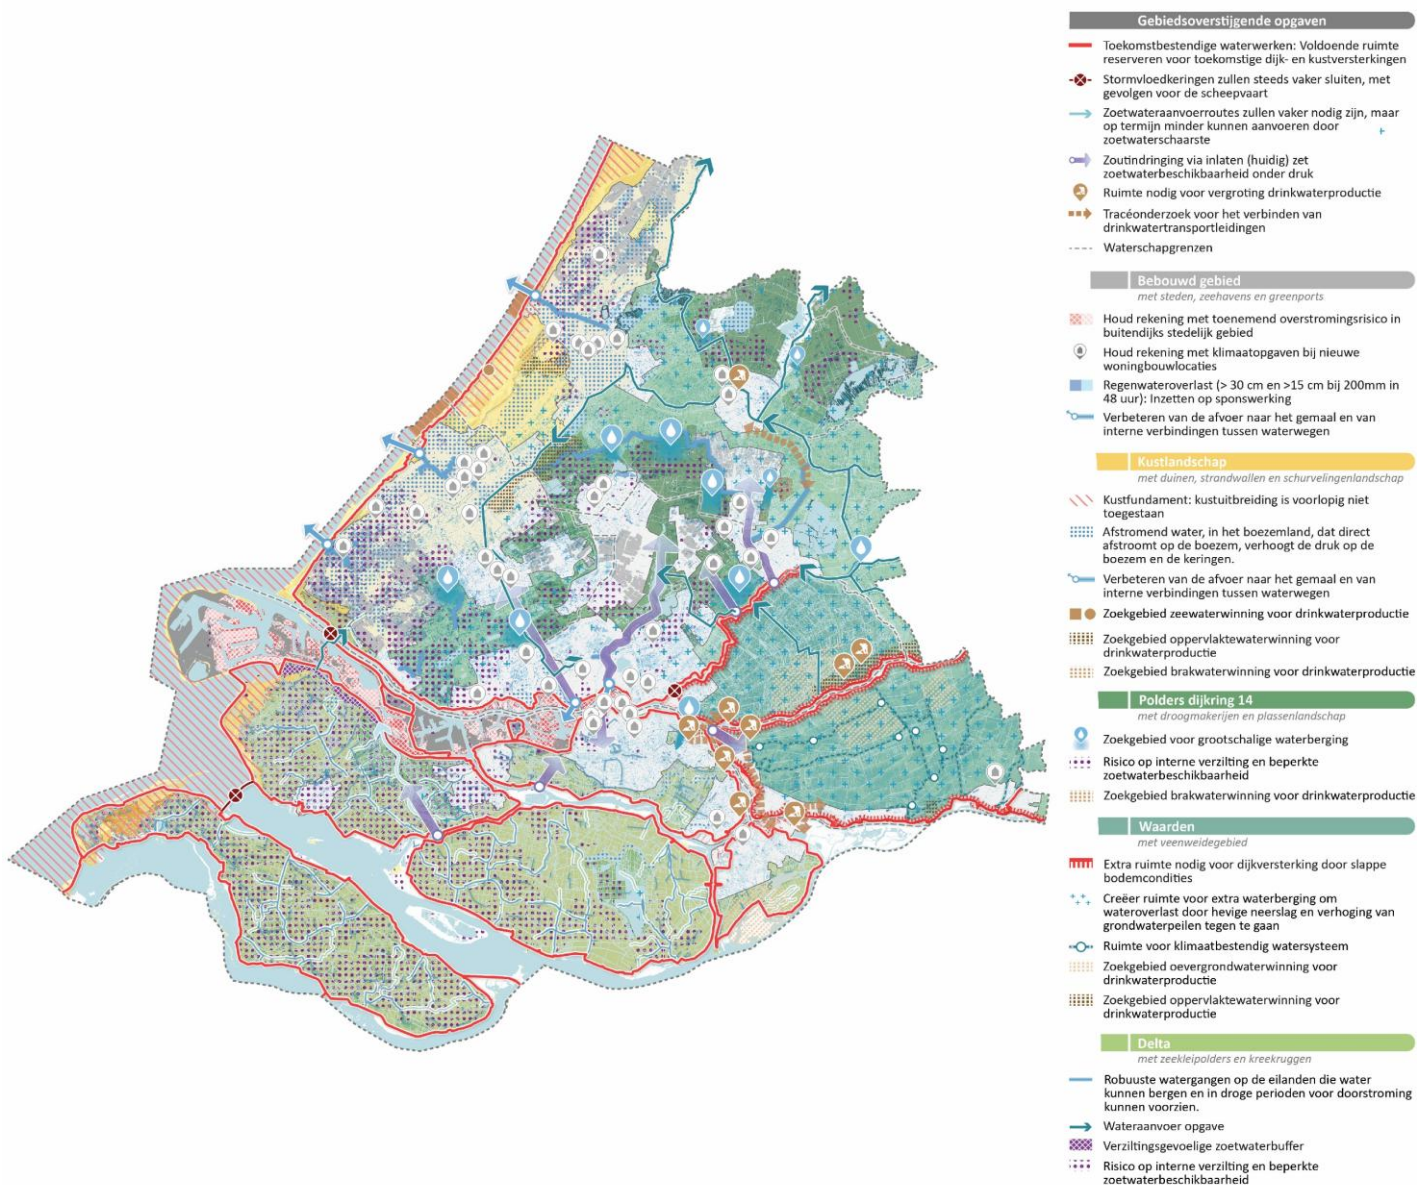 Gebiedsoverstijgende opgaven
Toekomstbestendige waterwerken: Voldoende ruimte
reserveren voor toekomstige dijk- en kustversterkingen
Stormvloedkeringen zullen steeds vaker sluiten, met
gevolgen voor de scheepvaart
Zoetwateraanvoerroutes zullen vaker nodig zijn, maar
op termijn minder kunnen aanvoeren door
zoetwaterschaarste
Zoutindringing via inlaten (huidig) zet
zoetwaterbeschikbaarheid onder druk
Ruimte nodig voor vergroting drinkwaterproductie
Tracéonderzoek voor het verbinden van
drinkwatertransportleidingen
Waterschapgrenzen
Bebouwd gebied
met steden, zeehavens en greenports
Houd rekening met toenemend overstromingsrisico in
buitendijks stedelijk gebied
Houd rekening met klimaatopgaven bij nieuwe
woningbouwlocaties
Regenwateroverlast (> 30 cm en >15 cm bij 200mm in
48 uur): Inzetten op sponswerking
Verbeteren van de afvoer naar het gemaal en van
interne verbindingen tussen waterwegen
Kustlandschap
met duinen, strandwallen en schurvelingenlandschap
Kustfundament: kustuitbreiding is voorlopig niet
toegestaan
Afstromend water, in het boezemland, dat direct
afstroomt op de boezem, verhoogt de druk op de
boezem en de keringen.
Verbeteren van de afvoer naar het gemaal en van
interne verbindingen tussen waterwegen
Zoekgebied zeewaterwinning voor drinkwaterproductie
Zoekgebied oppervlaktewaterwinning voor
drinkwaterproductie
Zoekgebied brakwaterwinning voor drinkwaterproductie
Polders dijkring 14
met droogmakerijen en plassenlandschap
Zoekgebied voor grootschalige waterberging
Risico op interne verzilting en beperkte
zoetwaterbeschikbaarheid
Zoekgebied brakwaterwinning voor drinkwaterproductie
Waarden
met veenweidegebied
Extra ruimte nodig voor dijkversterking door slappe
bodemcondities
Creëer ruimte voor extra waterberging om
wateroverlast door hevige neerslag en verhoging van
grondwaterpeilen tegen te gaan
Ruimte voor klimaatbestendig watersysteem
Zoekgebied oevergrondwaterwinning voor
drinkwaterproductie
Zoekgebied oppervlaktewaterwinning voor
drinkwaterproductie
Delta
met zeekleipolders en kreekruggen
Robuuste watergangen op de eilanden die water
kunnen bergen en in droge perioden voor doorstroming
kunnen voorzien.
Wateraanvoer opgave
Verziltingsgevoelige zoetwaterbuffer
Risico op interne verzilting en beperkte
zoetwaterbeschikbaarheid